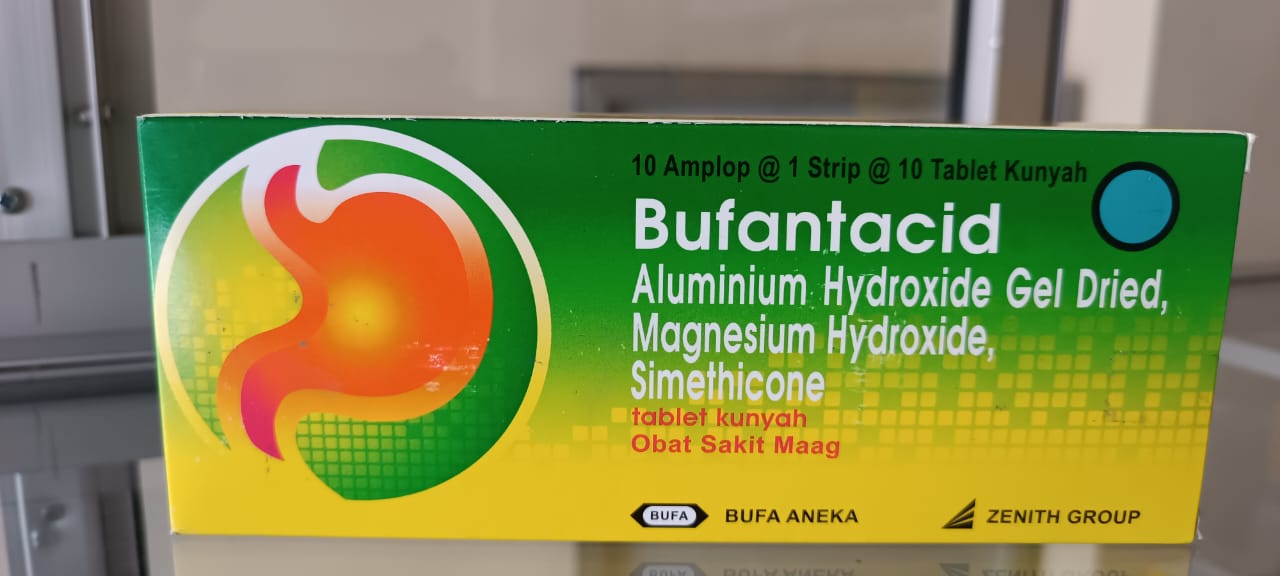 10 Amplop @ 1 Strip @ 10 Tablet Kunyah
Bufantacid
Aluminium Hydroxide Gel Dried,
Magnesium Hydroxide,
Simethicone
tablet kunyah
Obat Sakit Maag
BUFA BUFA ANEKA ZENITH GROUP